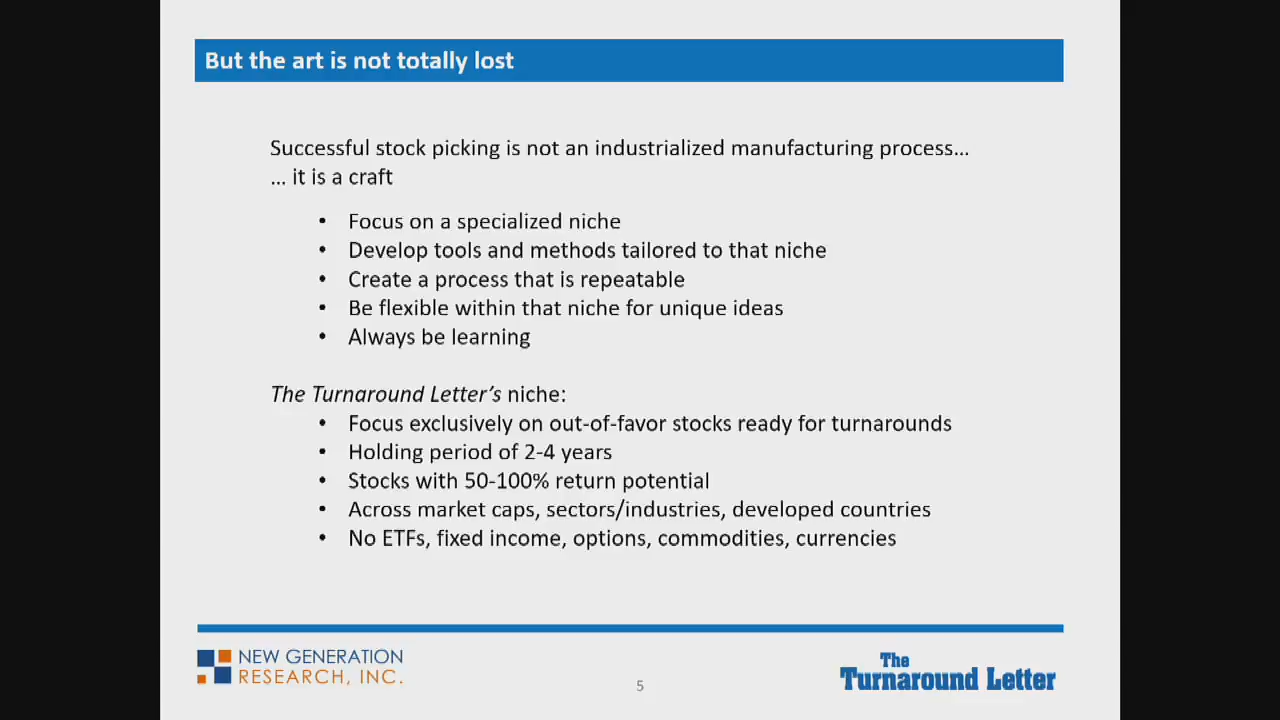 But the art is not totally lost
Successful stock picking is not an industrialized manufacturing process…
… it is a craft
• Focus on a specialized niche
• Develop tools and methods tailored to that niche
• Create a process that is repeatable
• Be flexible within that niche for unique ideas
• Always be learning
The Turnaround Letter’s niche:
• Focus exclusively on out-of-favor stocks ready for turnarounds
• Holding period of 2-4 years
• Stocks with 50-100% return potential
• Across market caps, sectors/industries, developed countries
• No ETFs, fixed income, options, commodities, currencies
NEW GENERATION
RESEARCH, INC.
5
The
Turnaround Letter